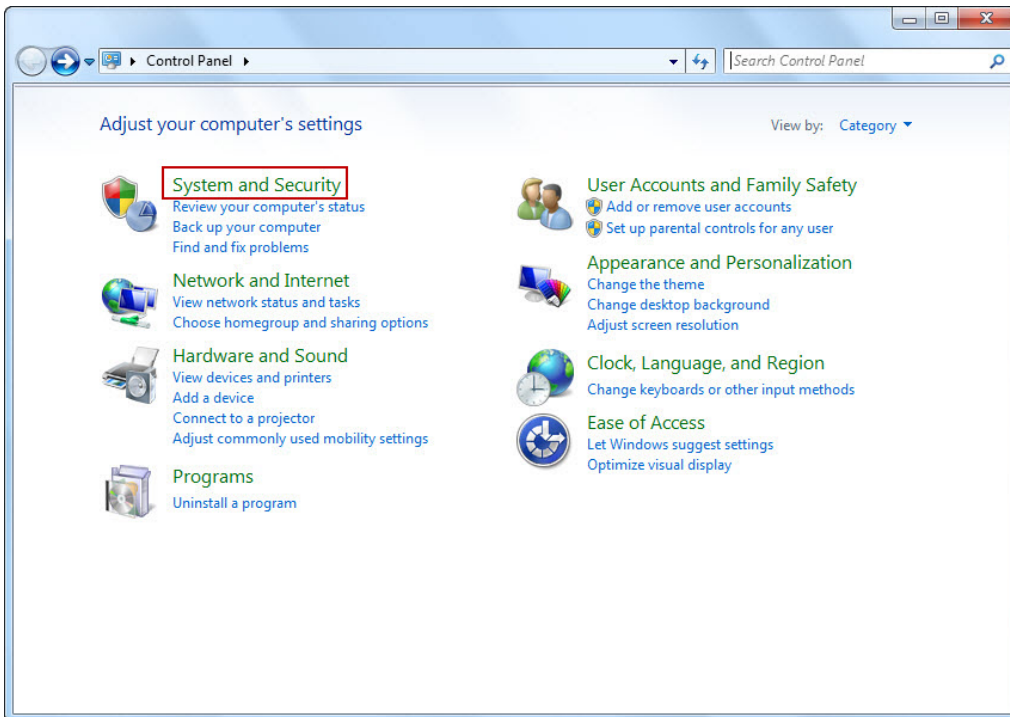 Control Panel
Search Control Panel
Adjust your computer's settings
View by: Category
System and Security
Review your computer's status
Back up your computer
Find and fix problems
Network and Internet
View network status and tasks
Choose homegroup and sharing options
Hardware and Sound
View devices and printers
Add a device
Connect to a projector
Adjust commonly used mobility settings
Programs
Uninstall a program
User Accounts and Family Safety
Add or remove user accounts
Set up parental controls for any user
Appearance and Personalization
Change the theme
Change desktop background
Adjust screen resolution
Clock, Language, and Region
Change keyboards or other input methods
Ease of Access
Let Windows suggest settings
Optimize visual display